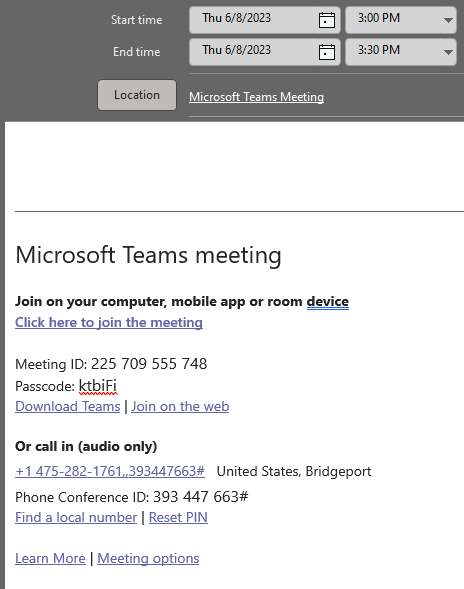 Start time Thu 6/8/2023 3:00 PM
End time Thu 6/8/2023 3:30 PM
Location Microsoft Teams Meeting
Microsoft Teams meeting
Join on your computer, mobile app or room device
Click here to join the meeting
Meeting ID: 225 709 555 748
Passcode: ktbiFi
Download Teams | Join on the web
Or call in (audio only)
+1 475-282-1761,,393447663# United States, Bridgeport
Phone Conference ID: 393 447 663#
Find a local number | Reset PIN
Learn More | Meeting options